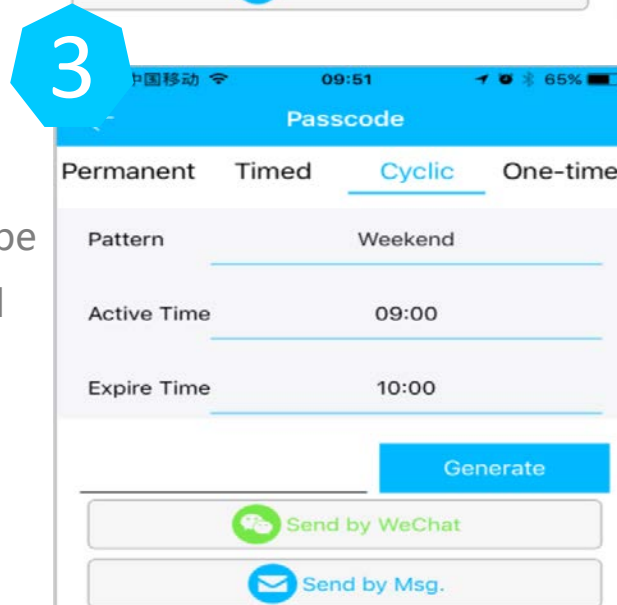 3
中国移动 09:51 65%
Passcode
Permanent Timed Cyclic One-time
Pattern Weekend
Active Time 09:00
Expire Time 10:00
Generate
Send by WeChat
Send by Msg.